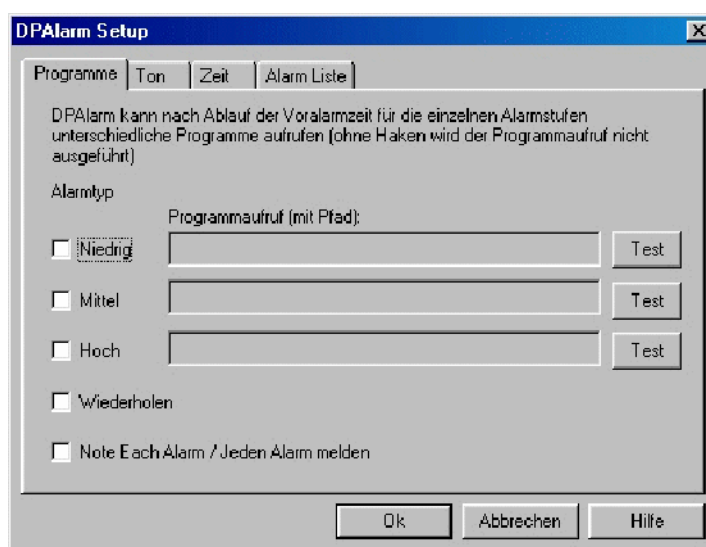 DPAlarm Setup
Programme Ton Zeit Alarm Liste
DPAlarm kann nach Ablauf der Voralarmzeit für die einzelnen Alarmstufen
unterschiedliche Programme aufrufen (ohne Haken wird der Programmaufruf nicht
ausgeführt)
Alarmtyp
Programmaufruf (mit Pfad):
Niedrig Test
Mittel Test
Hoch Test
Wiederholen
Note Each Alarm / Jeden Alarm melden
Ok Abbrechen Hilfe